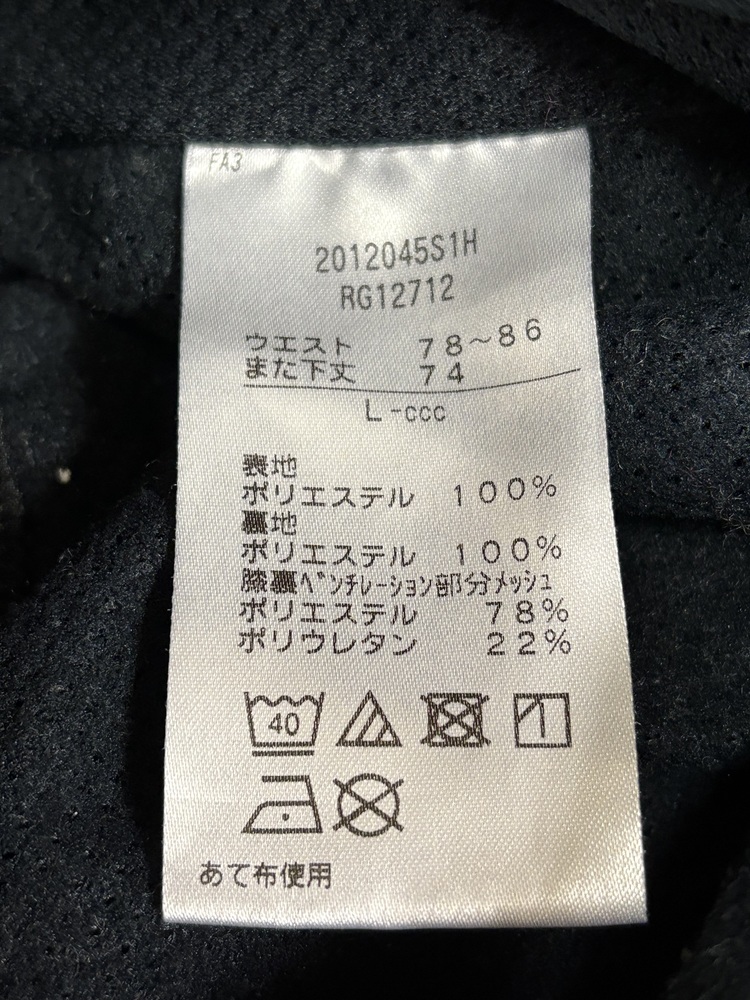 FA3
2012045S1H
RG12712
ウエスト 78～86
また下丈 74
L-ccc
表地
ポリエステル 100%
裏地
ポリエステル 100%
膝裏ﾍﾞﾝﾁﾚｰｼｮﾝ部分ﾒｯｼｭ
ポリエステル 78%
ポリウレタン 22%
40
あて布使用